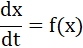 dx/dt = f(x)